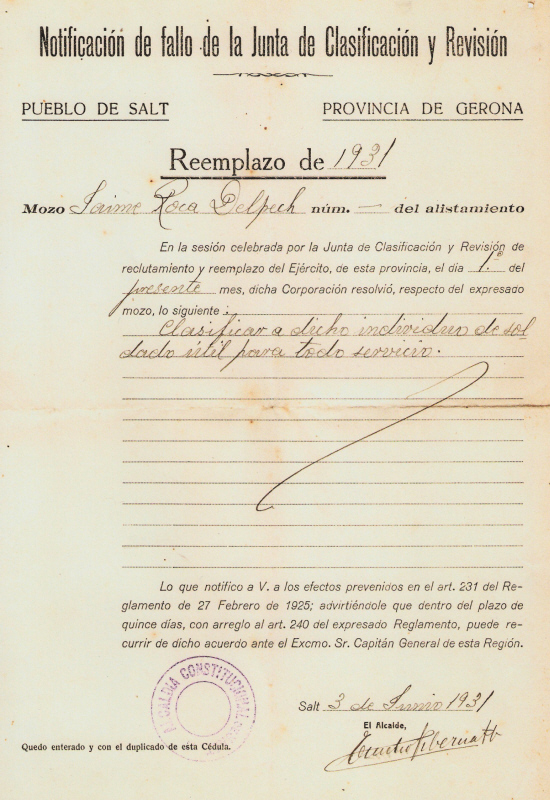 Notificación de fallo de la Junta de Clasificación y Revisión
PUEBLO DE SALT PROVINCIA DE GERONA
Reemplazo de 1931
Mozo Jaime Roca Delpech núm. — del alistamiento
En la sesión celebrada por la Junta de Clasificación y Revisión de
reclutamiento y reemplazo del Ejército, de esta provincia, el día 1.º del
presente mes, dicha Corporación resolvió, respecto del expresado
mozo, lo siguiente:
Clasificar a dicho individuo de sol-
dado útil para todo servicio.
Lo que notifico a V. a los efectos prevenidos en el art. 231 del Re-
glamento de 27 Febrero de 1925; advirtiéndole que dentro del plazo de
quince días, con arreglo al art. 240 del expresado Reglamento, puede re-
currir de dicho acuerdo ante el Excmo. Sr. Capitán General de esta Región.
ALCALDIA CONSTITUCIONAL
Salt 3 de Junio 1931
El Alcalde,
Quedo enterado y con el duplicado de esta Cédula.